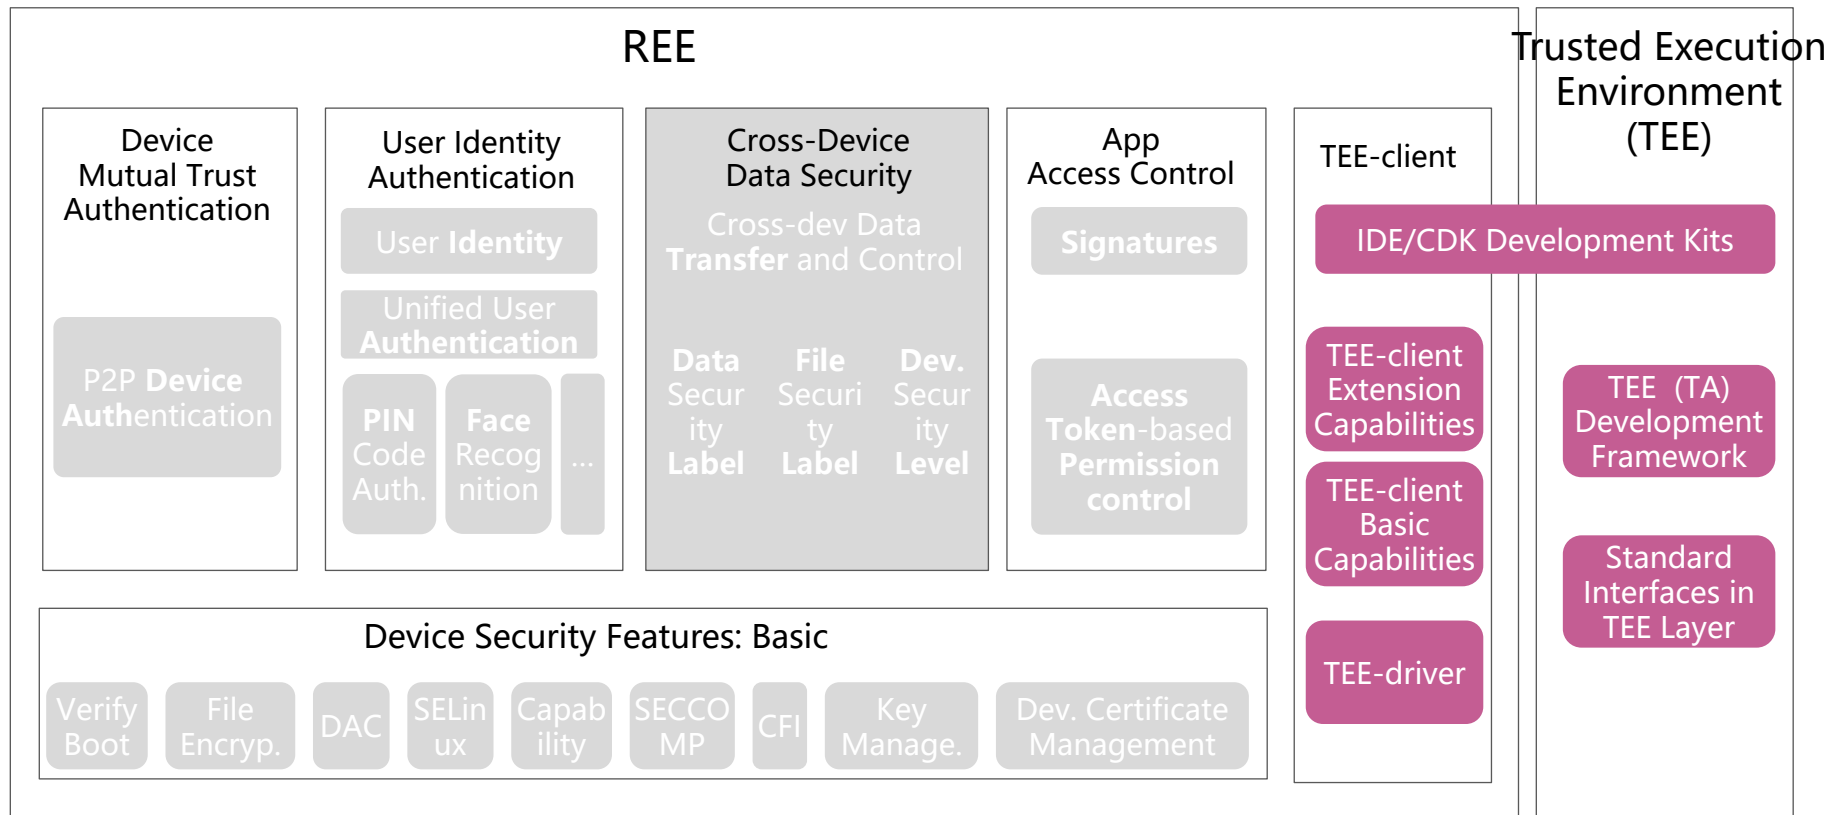 REE
Trusted Execution
Environment
(TEE)
Device
Mutual Trust
Authentication
P2P Device
Authentication
User Identity
Authentication
User Identity
Unified User
Authentication
PIN
Code
Auth.
Face
Recog
nition
...
Cross-Device
Data Security
Cross-dev Data
Transfer and Control
Data
Secur
ity
Label
File
Securi
ty
Label
Dev.
Secur
ity
Level
App
Access Control
Signatures
Access
Token-based
Permission
control
TEE-client
IDE/CDK Development Kits
TEE-client
Extension
Capabilities
TEE-client
Basic
Capabilities
TEE-driver
TEE (TA)
Development
Framework
Standard
Interfaces in
TEE Layer
Device Security Features: Basic
Verify
Boot
File
Encryp.
DAC
SELin
ux
Capab
ility
SECCO
MP
CFI
Key
Manage.
Dev. Certificate
Management